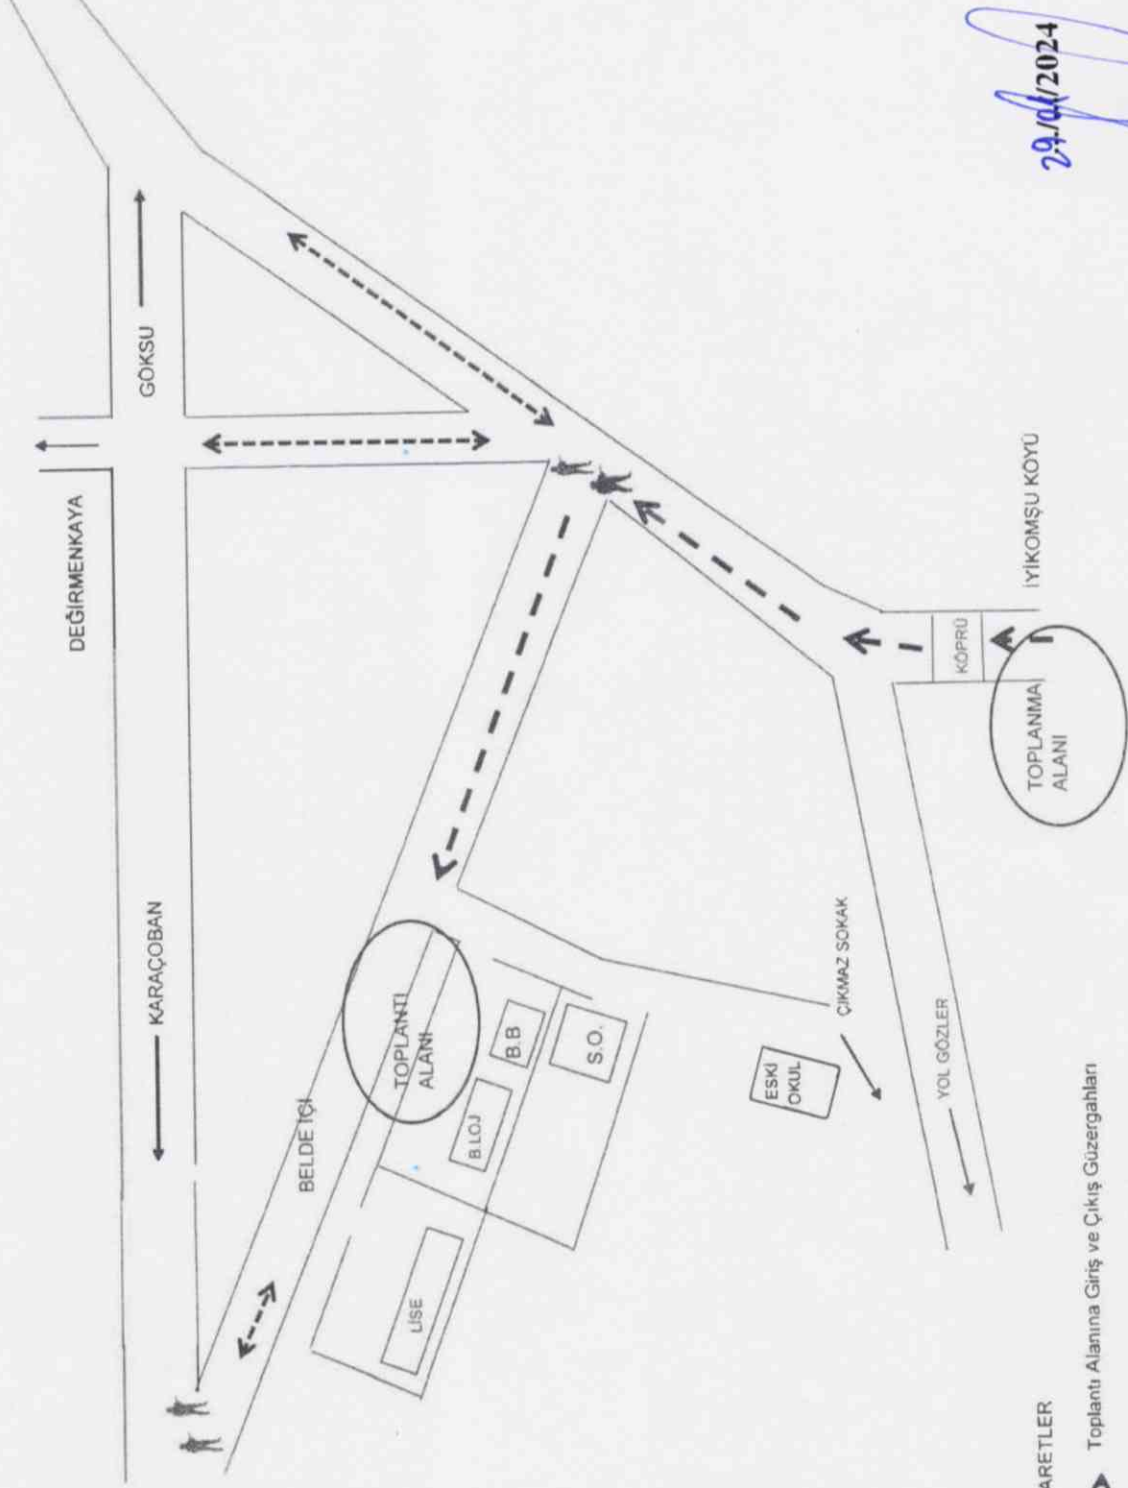 DEĞİRMENKAYA
KARAÇOBAN
GÖKSU
BELDE İÇİ
TOPLANTI
ALANI
LİSE
B.LOJ
B.B
S.O.
ESKİ
OKUL
ÇIKMAZ SOKAK
YOL GÖZLER
KÖPRÜ
TOPLANMA
ALANI
İYİKOMŞU KÖYÜ
ARETLER
Toplantı Alanına Giriş ve Çıkış Güzergahları
29/01/2024